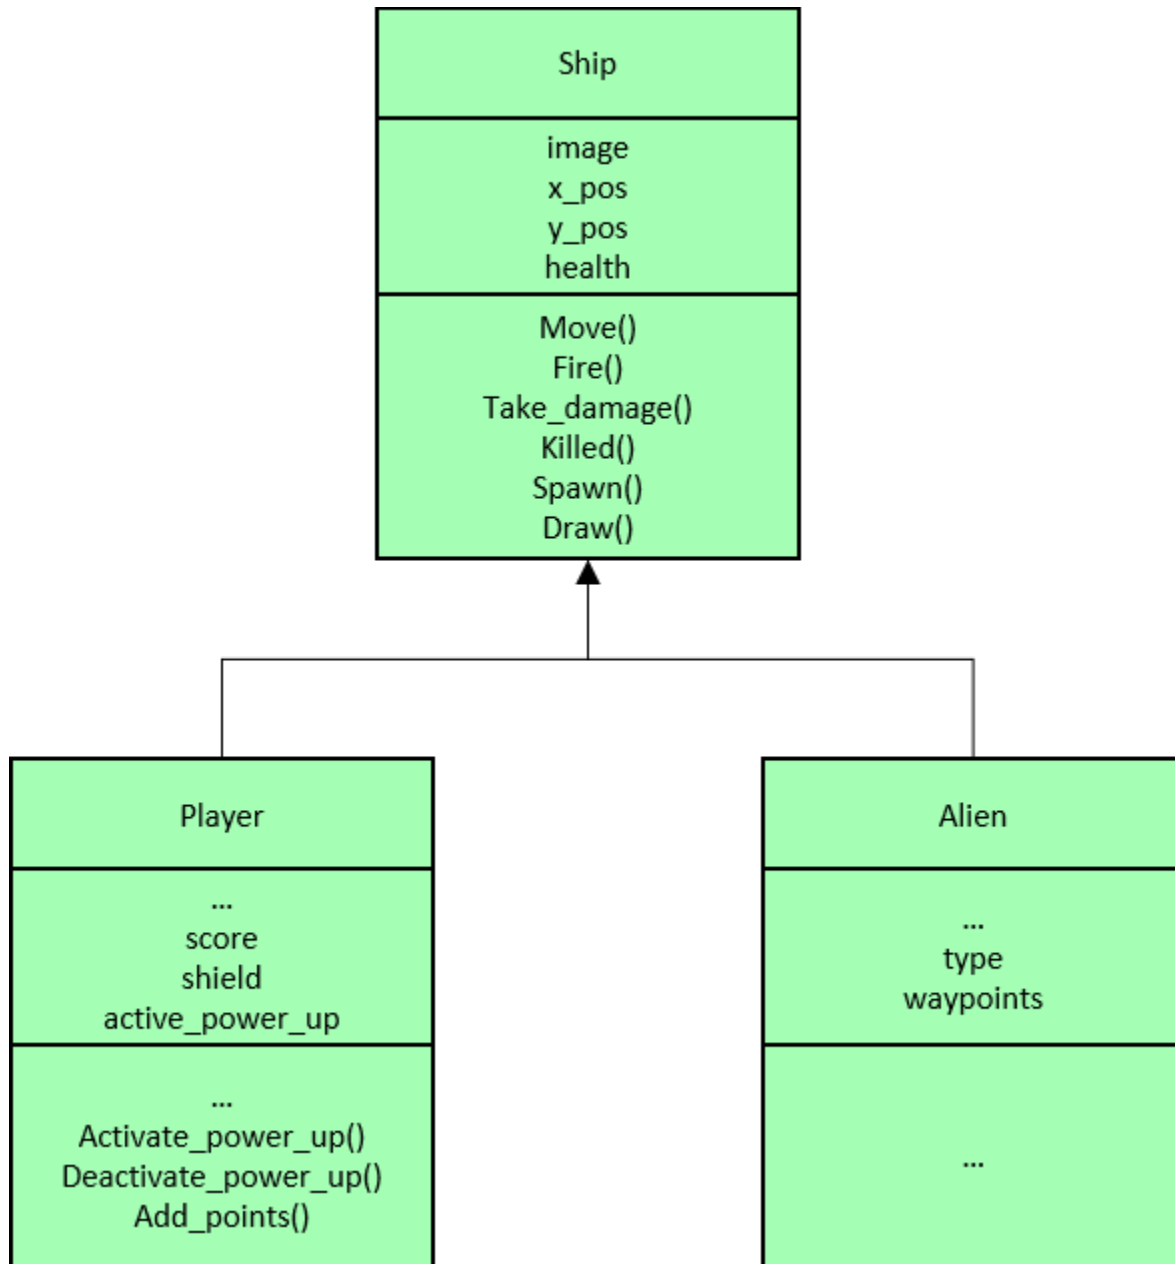 Ship
image
x_pos
y_pos
health
Move()
Fire()
Take_damage()
Killed()
Spawn()
Draw()
Player
...
score
shield
active_power_up
...
Activate_power_up()
Deactivate_power_up()
Add_points()
Alien
...
type
waypoints
...